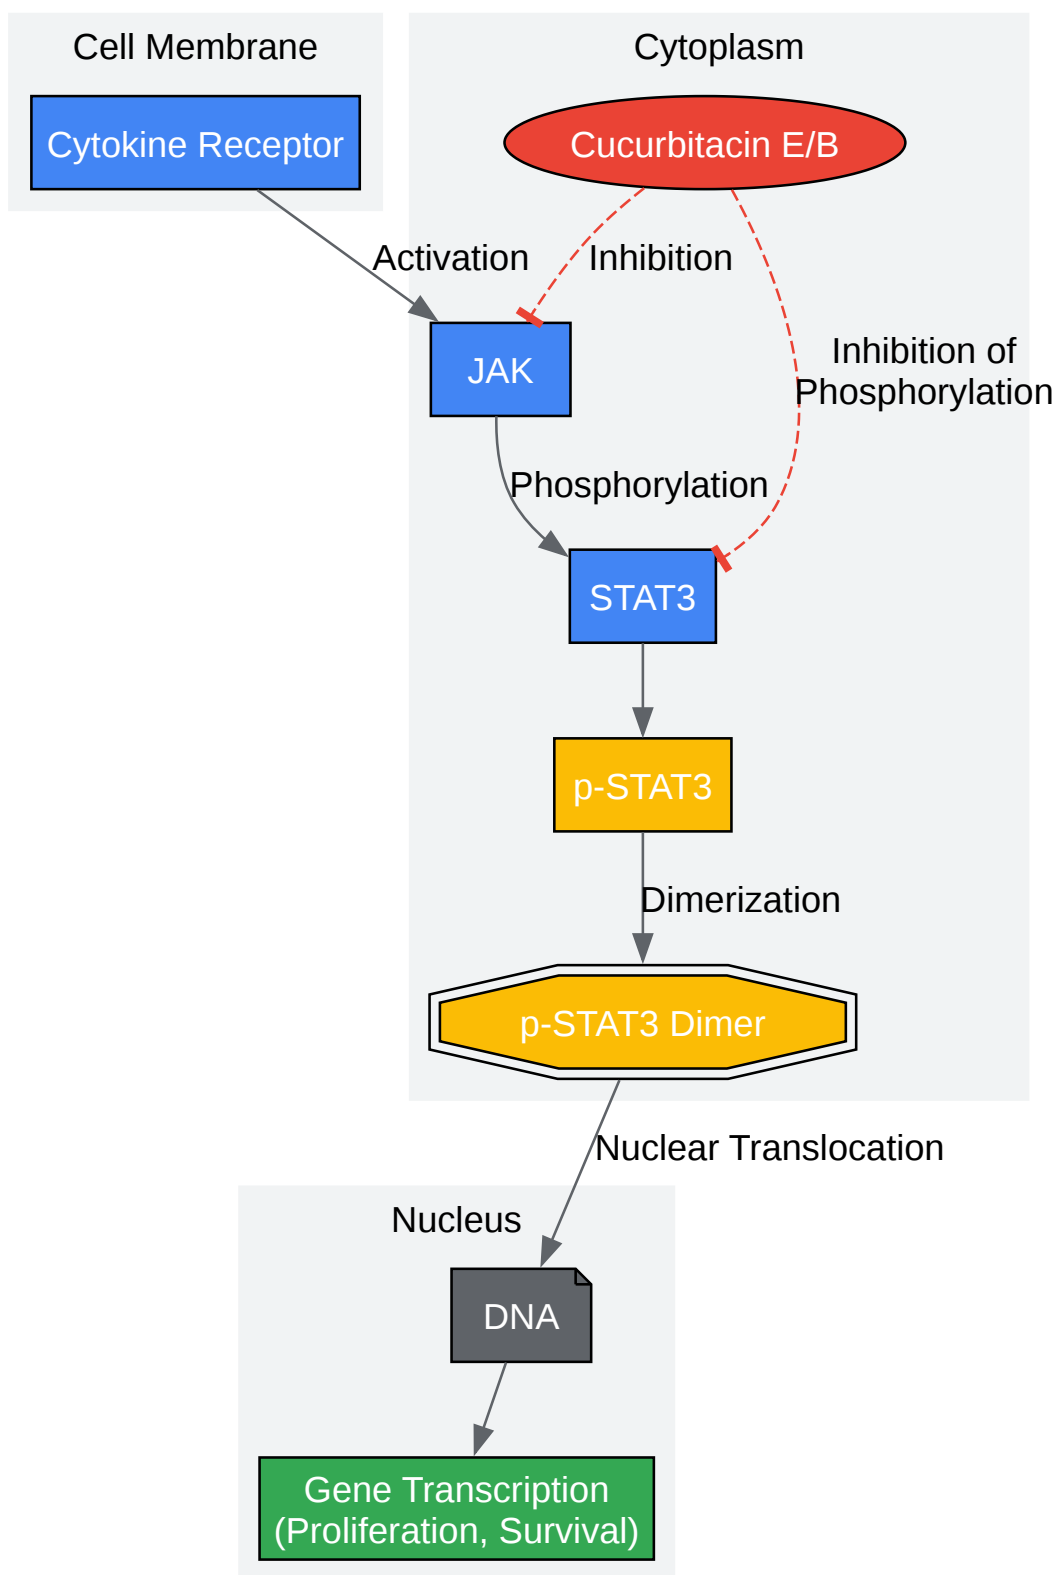 Cell Membrane
Cytoplasm
Cytokine Receptor
Cucurbitacin E/B
Activation
Inhibition
Inhibition of
Phosphorylation
JAK
Phosphorylation
STAT3
p-STAT3
Dimerization
p-STAT3 Dimer
Nuclear Translocation
Nucleus
DNA
Gene Transcription
(Proliferation, Survival)